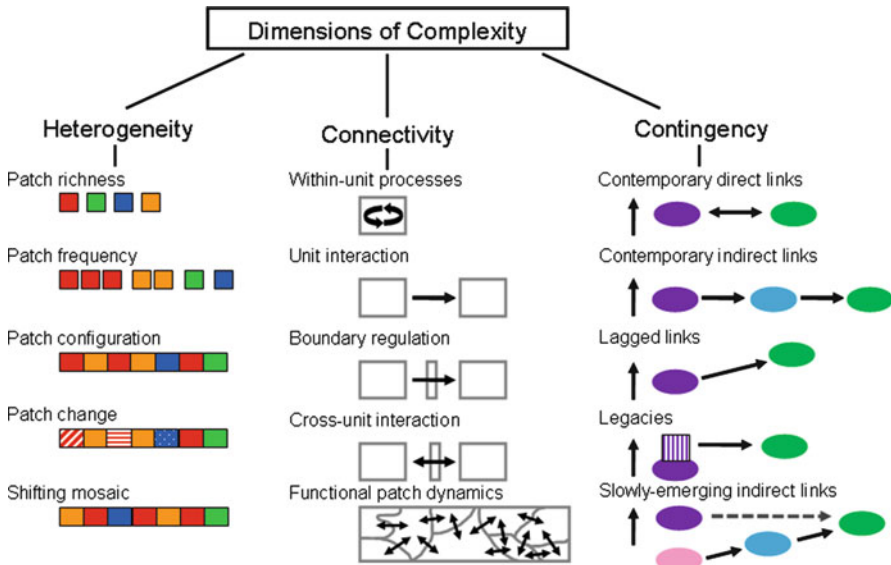 Dimensions of Complexity
Heterogeneity
Patch richness
Patch frequency
Patch configuration
Patch change
Shifting mosaic
Connectivity
Within-unit processes
Unit interaction
Boundary regulation
Cross-unit interaction
Functional patch dynamics
Contingency
Contemporary direct links
Contemporary indirect links
Lagged links
Legacies
Slowly-emerging indirect links